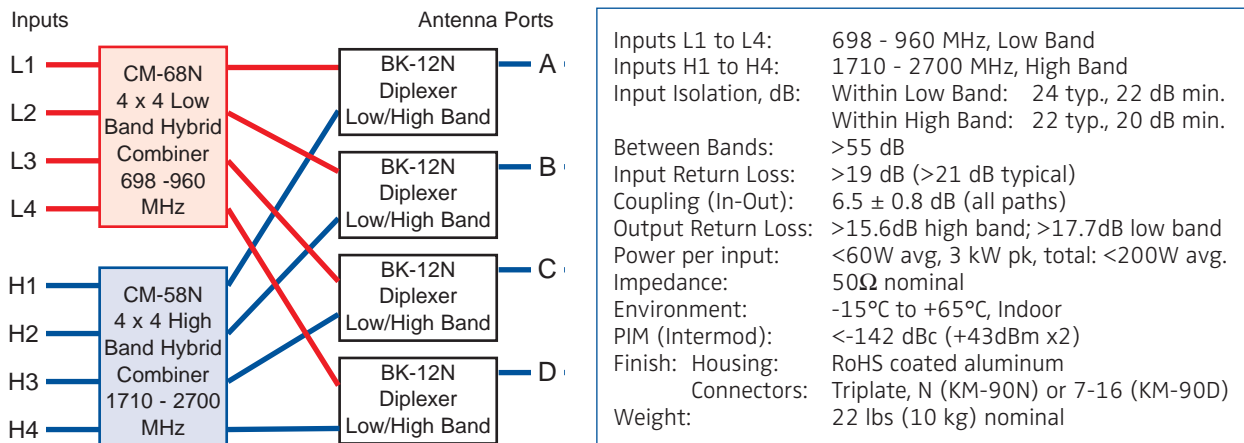 Inputs
Antenna Ports
L1
L2
L3
L4
CM-68N
4 x 4 Low
Band Hybrid
Combiner
698 -960
MHz
H1
H2
H3
H4
CM-58N
4 x 4 High
Band Hybrid
Combiner
1710 - 2700
MHz
BK-12N
Diplexer
Low/High Band
A
BK-12N
Diplexer
Low/High Band
B
BK-12N
Diplexer
Low/High Band
C
BK-12N
Diplexer
Low/High Band
D
Inputs L1 to L4: 698 - 960 MHz, Low Band
Inputs H1 to H4: 1710 - 2700 MHz, High Band
Input Isolation, dB: Within Low Band: 24 typ., 22 dB min.
Within High Band: 22 typ., 20 dB min.
Between Bands: >55 dB
Input Return Loss: >19 dB (>21 dB typical)
Coupling (In-Out): 6.5 ± 0.8 dB (all paths)
Output Return Loss: >15.6dB high band; >17.7dB low band
Power per input: <60W avg, 3 kW pk, total: <200W avg.
Impedance: 50Ω nominal
Environment: -15°C to +65°C, Indoor
PIM (Intermod): <-142 dBc (+43dBm x2)
Finish: Housing: RoHS coated aluminum
Connectors: Triplate, N (KM-90N) or 7-16 (KM-90D)
Weight: 22 lbs (10 kg) nominal